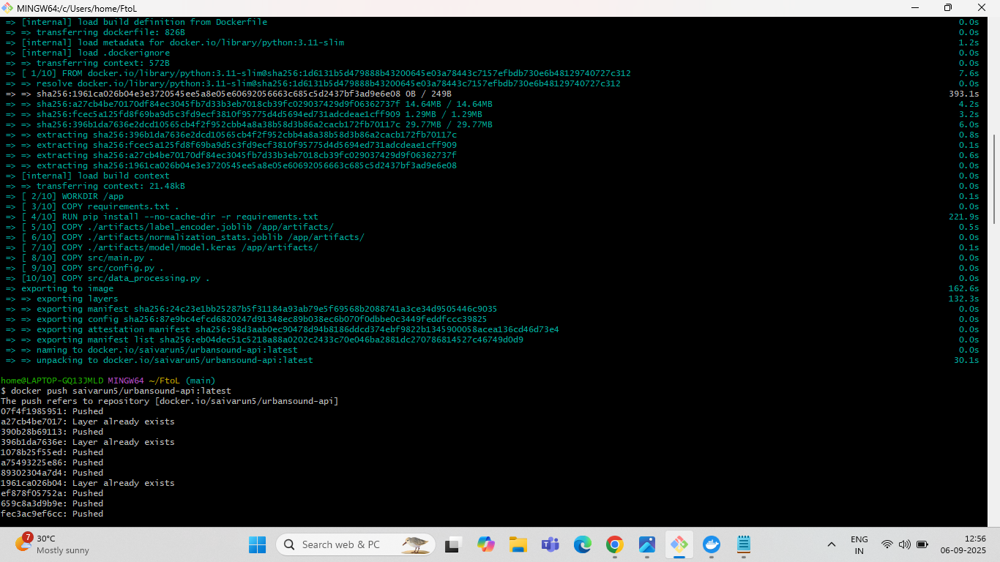 MINGW64:/c/Users/home/FtoL
=> [internal] load build definition from Dockerfile 0.0s
=> => transferring dockerfile: 826B 0.0s
=> [internal] load metadata for docker.io/library/python:3.11-slim 1.2s
=> [internal] load .dockerignore 0.0s
=> => transferring context: 572B 0.0s
=> [ 1/10] FROM docker.io/library/python:3.11-slim@sha256:1d6131b5d479888b43200645e03a78443c7157efbdb730e6b48129740727c312 7.6s
=> => resolve docker.io/library/python:3.11-slim@sha256:1d6131b5d479888b43200645e03a78443c7157efbdb730e6b48129740727c312 0.0s
=> => sha256:1961ca026b04e3e3720545ee5a8e05e60692056663c685c5d2437bf3ad9e6e08 0B / 249B 393.1s
=> => sha256:a27cb4be70170df84ec3045fb7d33b3eb7018cb39fc029037429d9f06362737f 14.64MB / 14.64MB 4.2s
=> => sha256:fcec5a125fd8f69ba9d5c3fd9ecf3810f95775d4d5694ed731adcdeae1cff909 1.29MB / 1.29MB 3.2s
=> => sha256:396b1da7636e2dcd10565cb4f2f952cbb4a8a38b58d3b86a2cacb172fb70117c 29.77MB / 29.77MB 6.0s
=> => extracting sha256:396b1da7636e2dcd10565cb4f2f952cbb4a8a38b58d3b86a2cacb172fb70117c 0.8s
=> => extracting sha256:fcec5a125fd8f69ba9d5c3fd9ecf3810f95775d4d5694ed731adcdeae1cff909 0.1s
=> => extracting sha256:a27cb4be70170df84ec3045fb7d33b3eb7018cb39fc029037429d9f06362737f 0.6s
=> => extracting sha256:1961ca026b04e3e3720545ee5a8e05e60692056663c685c5d2437bf3ad9e6e08 0.0s
=> [internal] load build context 0.0s
=> => transferring context: 21.48kB 0.0s
=> [ 2/10] WORKDIR /app 0.1s
=> [ 3/10] COPY requirements.txt . 0.0s
=> [ 4/10] RUN pip install --no-cache-dir -r requirements.txt 221.9s
=> [ 5/10] COPY ./artifacts/label_encoder.joblib /app/artifacts/ 0.5s
=> [ 6/10] COPY ./artifacts/normalization_stats.joblib /app/artifacts/ 0.0s
=> [ 7/10] COPY ./artifacts/model/model.keras /app/artifacts/ 0.1s
=> [ 8/10] COPY src/main.py . 0.0s
=> [ 9/10] COPY src/config.py . 0.0s
=> [10/10] COPY src/data_processing.py . 0.0s
=> exporting to image 162.6s
=> => exporting layers 132.3s
=> => exporting manifest sha256:24c23e1bb25287b5f31184a93ab79e5f69568b2088741a3ce34d9505446c9035 0.0s
=> => exporting config sha256:87e9bc4efcd6820247d91348ec89b038ec6b070f0dbbe0c3449feddfccc39825 0.0s
=> => exporting attestation manifest sha256:98d3aab0ec90478d94b8186ddcd374ebf9822b1345900058acea136cd46d73e4 0.0s
=> => exporting manifest list sha256:eb04dec51c5218a88a0202c2433c70e046ba2881dc270786814527c46749d0d9 0.0s
=> => naming to docker.io/saivarun5/urbansound-api:latest 0.0s
=> => unpacking to docker.io/saivarun5/urbansound-api:latest 30.1s
home@LAPTOP-GQ13JMLD MINGW64 ~/FtoL (main)
$ docker push saivarun5/urbansound-api:latest
The push refers to repository [docker.io/saivarun5/urbansound-api]
07f4f1985951: Pushed
a27cb4be7017: Layer already exists
390b28b69113: Pushed
396b1da7636e: Layer already exists
1078b25f55ed: Pushed
a75493225e86: Pushed
89302304a7d4: Pushed
1961ca026b04: Layer already exists
ef878f05752a: Pushed
659c8a3d9b9e: Pushed
fec3ac9ef6cc: Pushed
7
30°C
Mostly sunny
Search web & PC
ENG
IN
12:56
06-09-2025